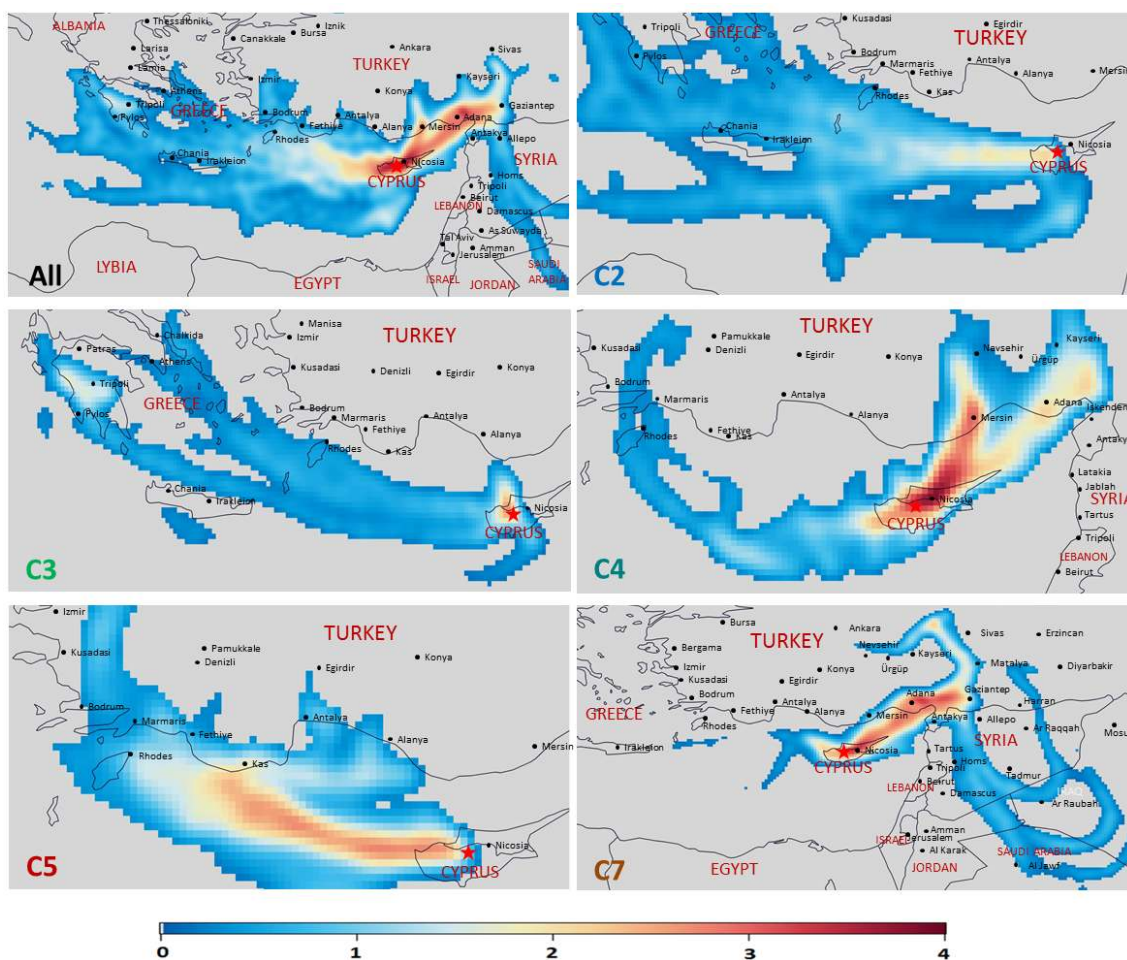 ALBANIA
Thessaloniki
Iznik
Bursa
Canakkale
Larisa
Ankara
Sivas
Lamia
TURKEY
Izmir
Kayseri
Athens
Konya
Tripoli
GREECE
Bodrum
Antalya
Gaziantep
Adana
Pylos
Fethiye
Alanya
Mersin
Rhodes
Antakya
Allepo
Chania
Irakleion
Nicosia
SYRIA
CYPRUS
Homs
Tripoli
LEBANON
Beirut
Damascus
Tal Aviv
As Suwayda
Amman
Jerusalem
LYBIA
EGYPT
ISRAEL
JORDAN
SAUDI
ARABIA
All
Kusadasi
Egirdir
Tripoli
GREECE
TURKEY
Pylos
Bodrum
Marmaris
Antalya
Fethiye
Alanya
Mersin
Rhodes
Kas
Chania
Irakleion
Nicosia
CYPRUS
C2
Manisa
Chalkida
Izmir
TURKEY
Patras
Athens
Kusadasi
Denizli
Egirdir
Konya
Tripoli
GREECE
Pylos
Bodrum
Marmaris
Antalya
Fethiye
Alanya
Rhodes
Kas
Chania
Irakleion
Nicosia
CYPRUS
C3
Pamukkale
TURKEY
Kayseri
Kusadasi
Denizli
Egirdir
Konya
Nevsehir
Ürgüp
Bodrum
Marmaris
Antalya
Adana
Iskenden
Alanya
Mersin
Rhodes
Fethiye
Kas
Antakya
Latakia
Jablah
Nicosia
SYRIA
CYPRUS
Tartus
Tripoli
LEBANON
Beirut
C4
Izmir
TURKEY
Kusadasi
Pamukkale
Denizli
Egirdir
Konya
Bodrum
Marmaris
Antalya
Fethiye
Alanya
Mersin
Rhodes
Kas
Nicosia
CYPRUS
C5
Bursa
Ankara
Sivas
Erzincan
TURKEY
Nevsehir
Bergama
Kayseri
Izmir
Konya
Ürgüp
Matalya
Diyarbakir
Kusadasi
Egirdir
Bodrum
Antalya
Adana
Gaziantep
GREECE
Fethiye
Alanya
Mersin
Harran
Rhodes
Antakya
Allepo
Ar Raqqah
Mosu
Irakleion
Nicosia
Tartus
SYRIA
CYPRUS
Tripoli
Homs
Tadmur
LEBANON
Beirut
Damascus
IRAQ
Ar Raubah
Amman
ISRAEL
Jerusalem
Al Karak
SAUDI ARABIA
EGYPT
JORDAN
Al Jawf
C7
0 1 2 3 4